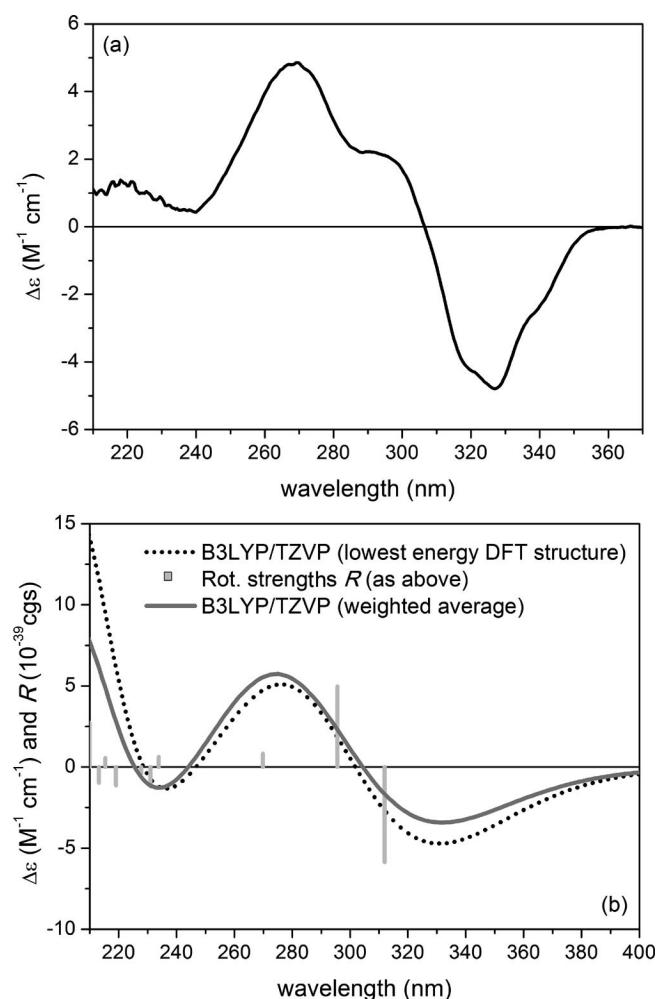 (a)
6
4
2
0
-2
-4
-6
Δε (M⁻¹ cm⁻¹)
220 240 260 280 300 320 340 360
wavelength (nm)
B3LYP/TZVP (lowest energy DFT structure)
Rot. strengths R (as above)
B3LYP/TZVP (weighted average)
15
10
5
0
-5
-10
Δε (M⁻¹ cm⁻¹) and R (10⁻³⁹cgs)
(b)
220 240 260 280 300 320 340 360 380 400
wavelength (nm)